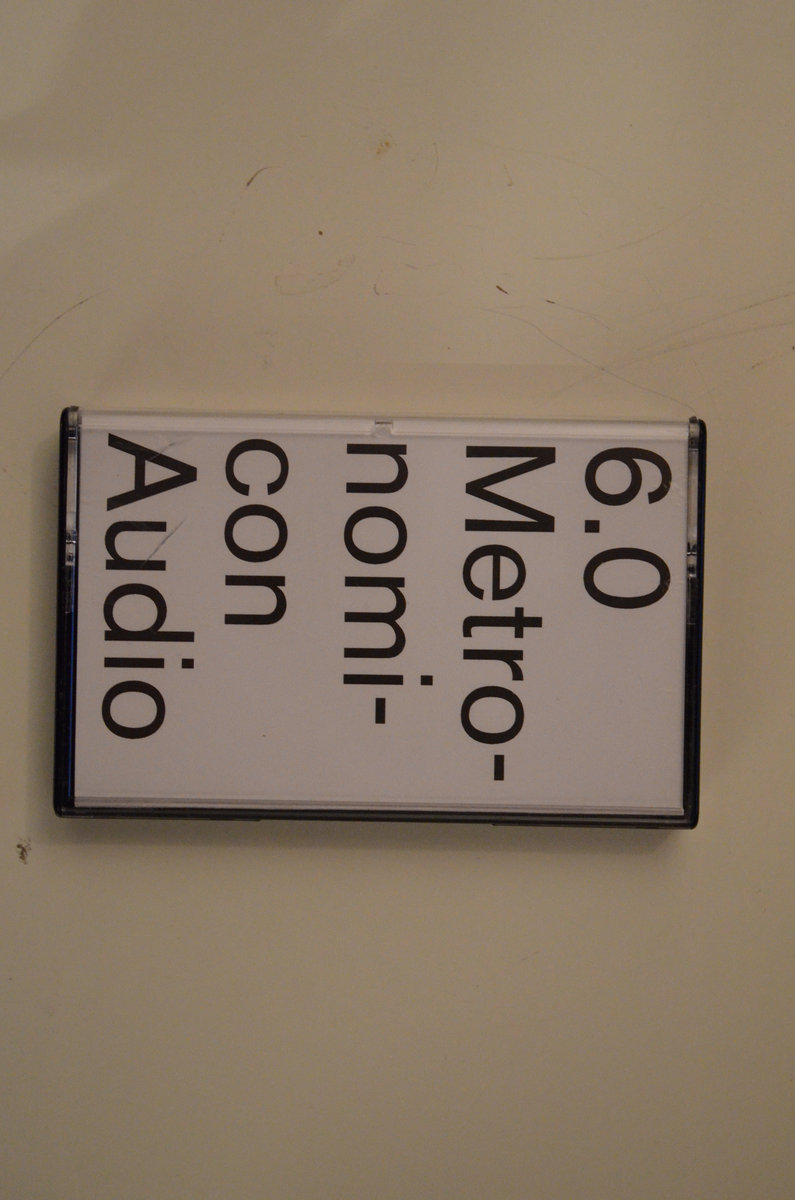 6.0
Metro-
nomi-
con
Audio